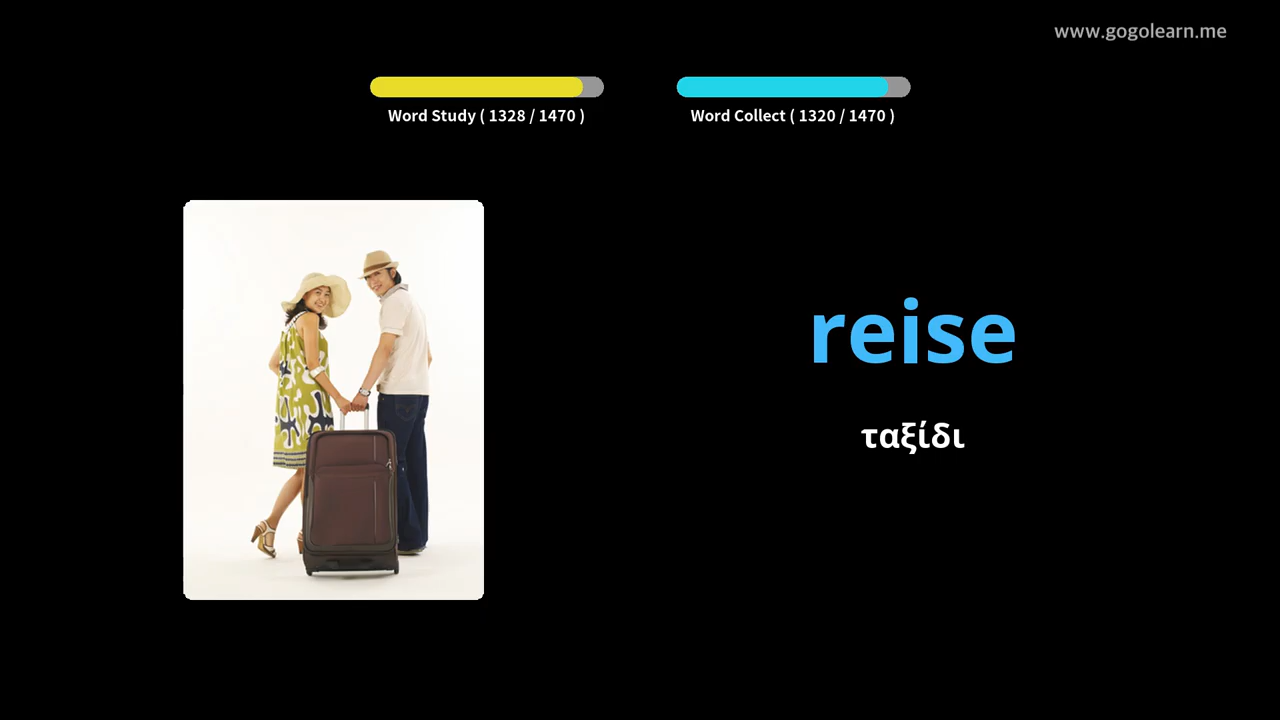 www.gogolearn.me
Word Study ( 1328 / 1470 )
Word Collect ( 1320 / 1470 )
reise
ταξίδι